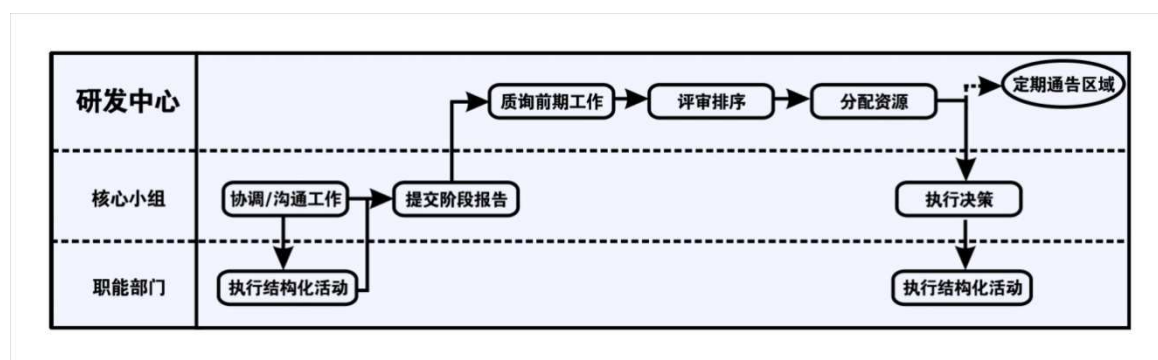 研发中心
质询前期工作
评审排序
分配资源
定期通告区域
核心小组
协调/沟通工作
提交阶段报告
执行决策
职能部门
执行结构化活动
执行结构化活动